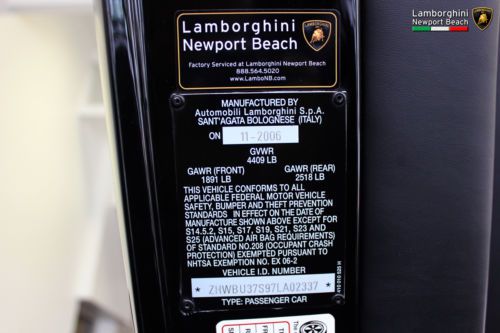 Lamborghini
Newport Beach
Lamborghini
Newport Beach
Factory Serviced at Lamborghini Newport Beach
888.564.5020
www.LamboNB.com
MANUFACTURED BY
Automobili Lamborghini S.p.A.
SANT'AGATA BOLOGNESE (ITALY)
ON 11-2006
GVWR
4409 LB
GAWR (FRONT) GAWR (REAR)
1891 LB 2518 LB
THIS VEHICLE CONFORMS TO ALL
APPLICABLE FEDERAL MOTOR VEHICLE
SAFETY, BUMPER AND THEFT PREVENTION
STANDARDS IN EFFECT ON THE DATE OF
MANUFACTURE SHOWN ABOVE EXCEPT FOR
S14.5.2, S15, S17, S19, S21, S23 AND
S25 (ADVANCED AIR BAG REQUIREMENTS)
OF STANDARD NO.208 (OCCUPANT CRASH
PROTECTION) EXEMPTED PURSUANT TO
NHTSA EXEMPTION NO. EX 06-2
VEHICLE I.D. NUMBER
* ZHWBU37S97LA02337 *
TYPE: PASSENGER CAR